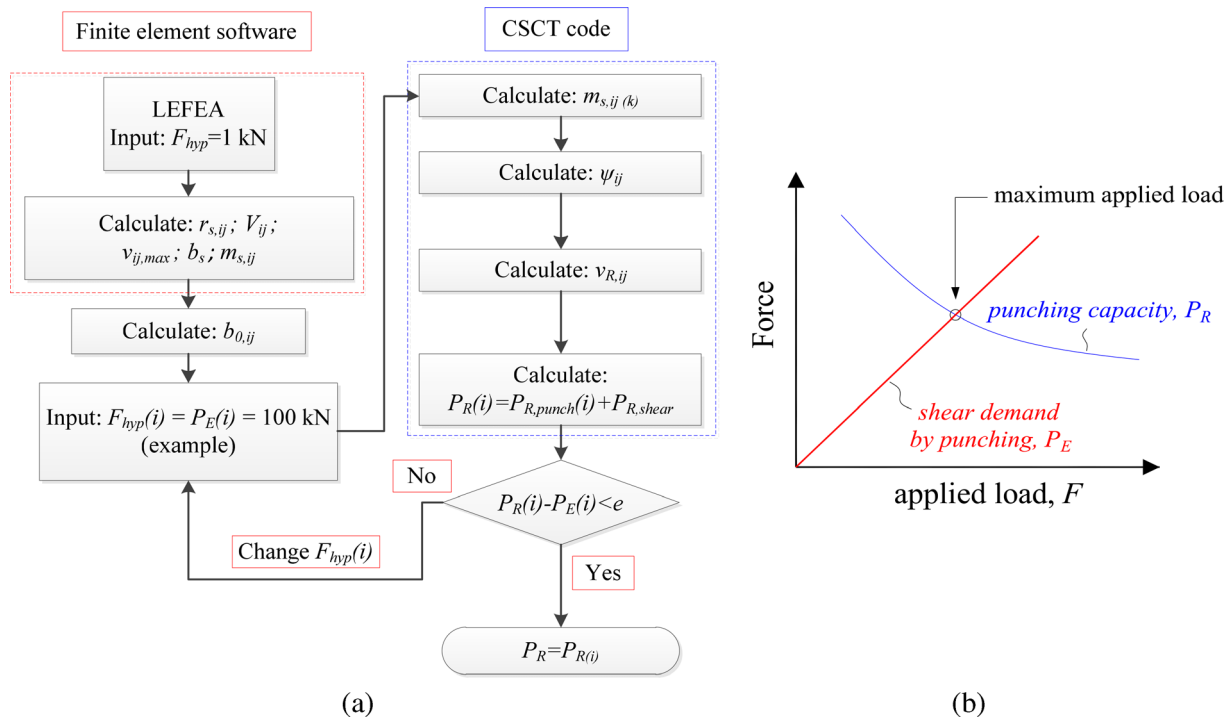 Finite element software
LEFEA
Input: F_hyp=1 kN
Calculate: r_s,ij ; V_ij ;
v_ij,max ; b_s ; m_s,ij
Calculate: b_0,ij
Input: F_hyp(i) = P_E(i) = 100 kN
(example)
CSCT code
Calculate: m_s,ij (k)
Calculate: ψ_ij
Calculate: v_R,ij
Calculate:
P_R(i)=P_R,punch(i)+P_R,shear
P_R(i)-P_E(i)<e
No
Change F_hyp(i)
Yes
P_R=P_R(i)
(a)
Force
maximum applied load
punching capacity, P_R
shear demand
by punching, P_E
applied load, F
(b)